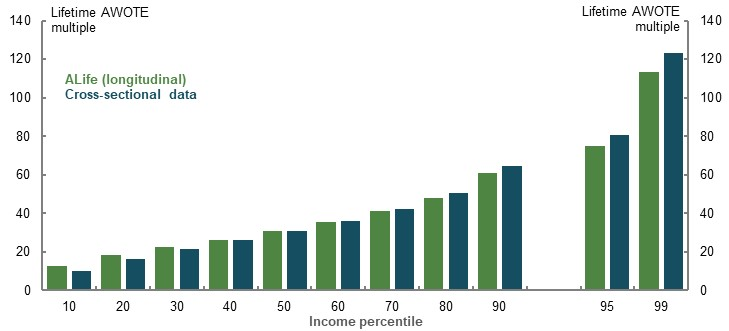 Lifetime AWOTE
multiple
Lifetime AWOTE
multiple
ALife (longitudinal)
Cross-sectional data
140 140
120 120
100 100
80 80
60 60
40 40
20 20
0 0
10 20 30 40 50 60 70 80 90 95 99
Income percentile